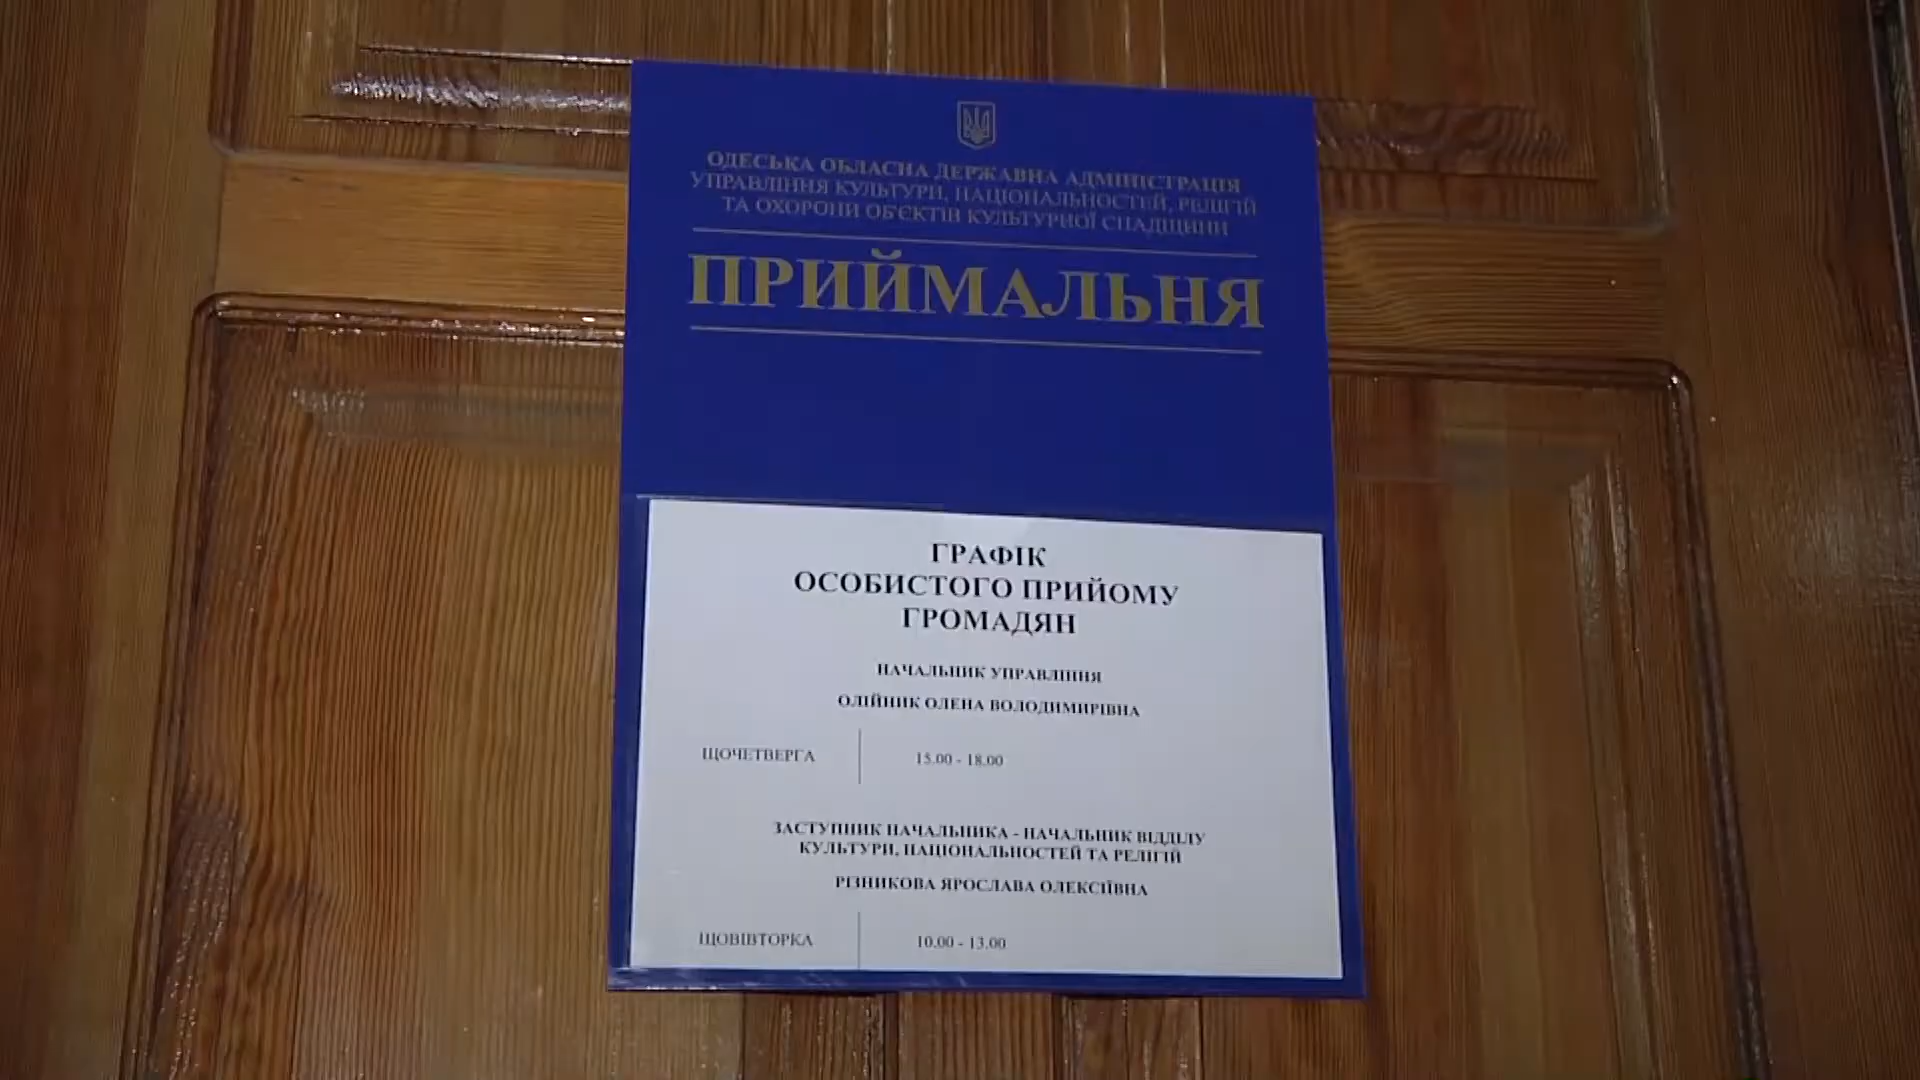 ОДЕСЬКА ОБЛАСНА ДЕРЖАВНА АДМІНІСТРАЦІЯ
УПРАВЛІННЯ КУЛЬТУРИ, НАЦІОНАЛЬНОСТЕЙ, РЕЛІГІЙ
ТА ОХОРОНИ ОБ'ЄКТІВ КУЛЬТУРНОЇ СПАДЩИНИ
ПРИЙМАЛЬНЯ
ГРАФІК
ОСОБИСТОГО ПРИЙОМУ
ГРОМАДЯН
НАЧАЛЬНИК УПРАВЛІННЯ
ОЛІЙНИК ОЛЕНА ВОЛОДИМИРІВНА
ЩОЧЕТВЕРГА 15.00 - 18.00
ЗАСТУПНИК НАЧАЛЬНИКА - НАЧАЛЬНИК ВІДДІЛУ
КУЛЬТУРИ, НАЦІОНАЛЬНОСТЕЙ ТА РЕЛІГІЙ
РІЗНИКОВА ЯРОСЛАВА ОЛЕКСІЇВНА
ЩОВІВТОРКА 10.00 - 13.00